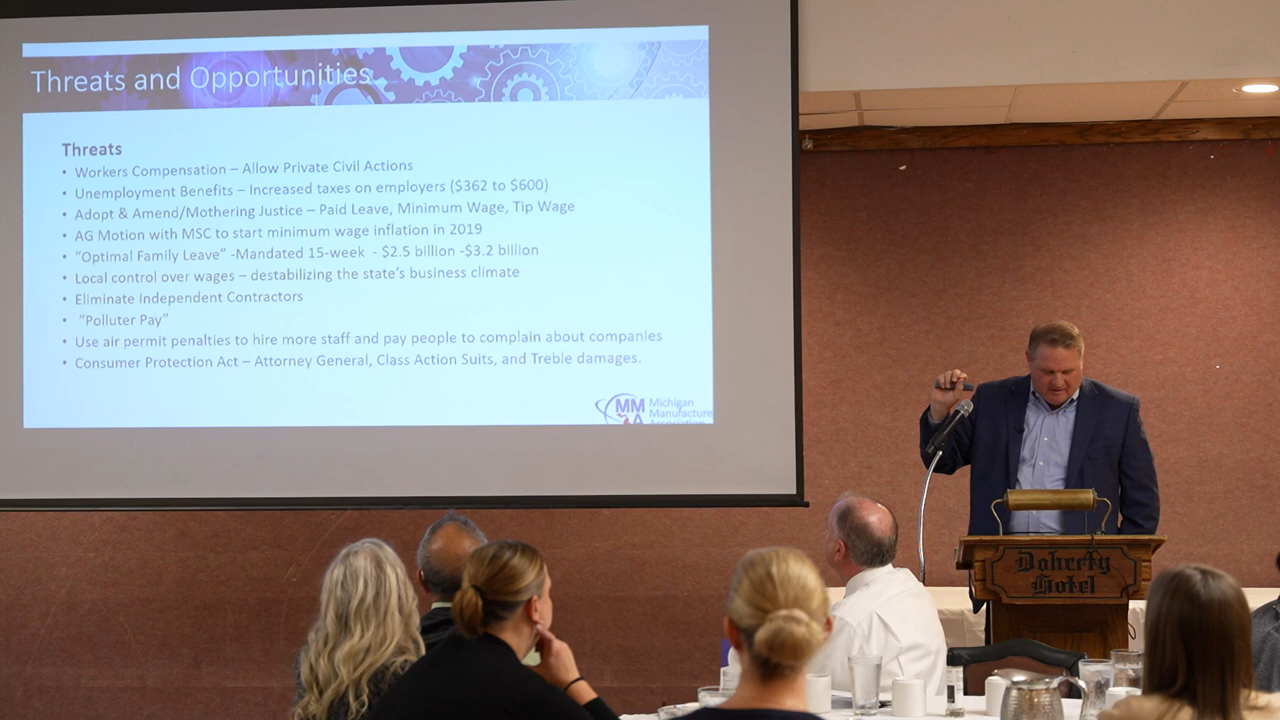 Threats and Opportunities
Threats
• Workers Compensation – Allow Private Civil Actions
• Unemployment Benefits – Increased taxes on employers ($362 to $600)
• Adopt & Amend/Mothering Justice – Paid Leave, Minimum Wage, Tip Wage
• AG Motion with MSC to start minimum wage inflation in 2019
• “Optimal Family Leave” -Mandated 15-week - $2.5 billion -$3.2 billion
• Local control over wages – destabilizing the state’s business climate
• Eliminate Independent Contractors
• “Polluter Pay”
• Use air permit penalties to hire more staff and pay people to complain about companies
• Consumer Protection Act – Attorney General, Class Action Suits, and Treble damages.
MM
A
Michigan
Manufacture
Association
Doherty
Hotel